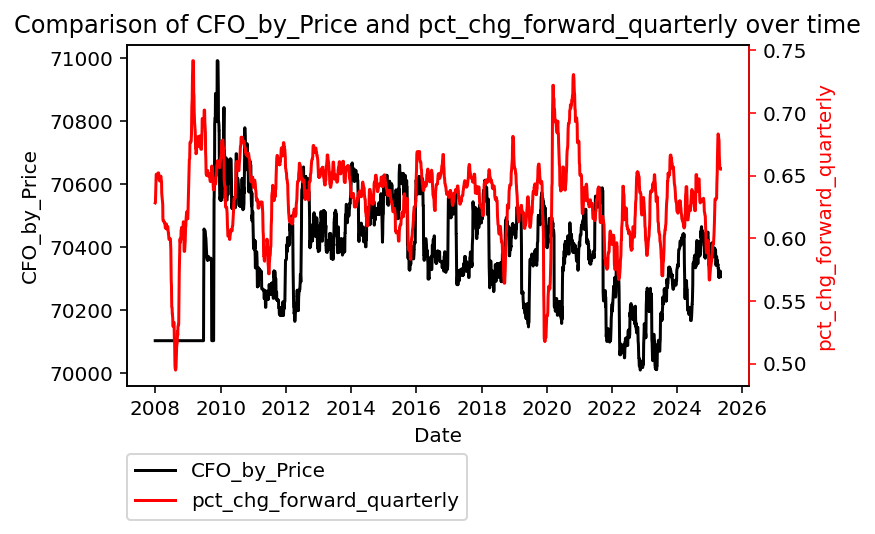 Comparison of CFO_by_Price and pct_chg_forward_quarterly over time
71000
70800
70600
70400
70200
70000
CFO_by_Price
0.75
0.70
0.65
0.60
0.55
0.50
pct_chg_forward_quarterly
2008 2010 2012 2014 2016 2018 2020 2022 2024 2026
Date
CFO_by_Price
pct_chg_forward_quarterly